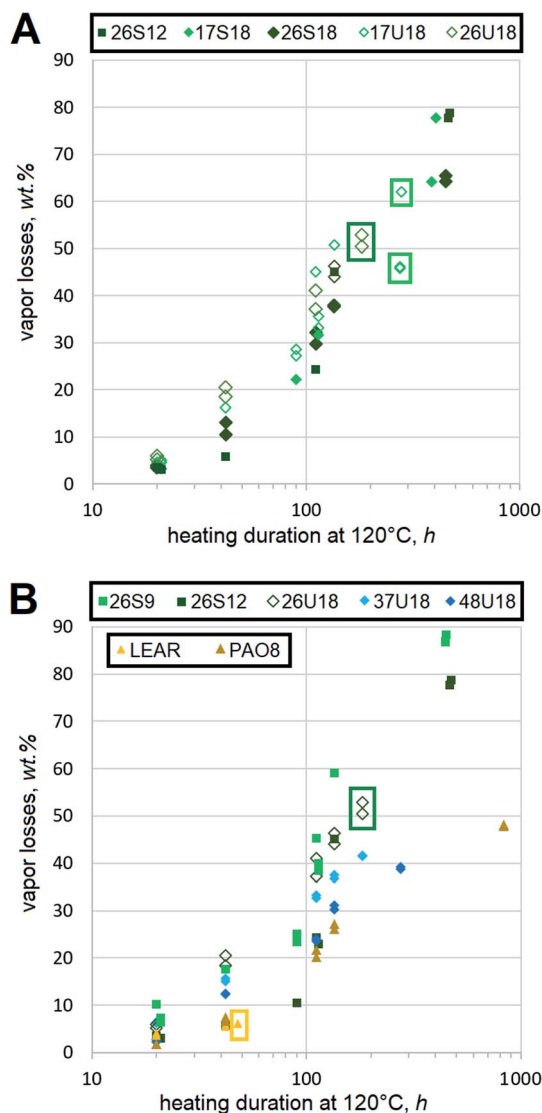 A
26S12 17S18 26S18 17U18 26U18
90
80
70
60
50
40
30
20
10
0
vapor losses, wt.%
10 100 1000
heating duration at 120°C, h
B
26S9 26S12 26U18 37U18 48U18
LEAR PAO8
90
80
70
60
50
40
30
20
10
0
vapor losses, wt.%
10 100 1000
heating duration at 120°C, h